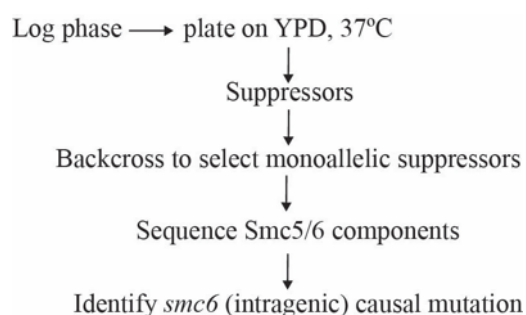 Log phase → plate on YPD, 37ºC
Suppressors
Backcross to select monoallelic suppressors
Sequence Smc5/6 components
Identify smc6 (intragenic) causal mutation